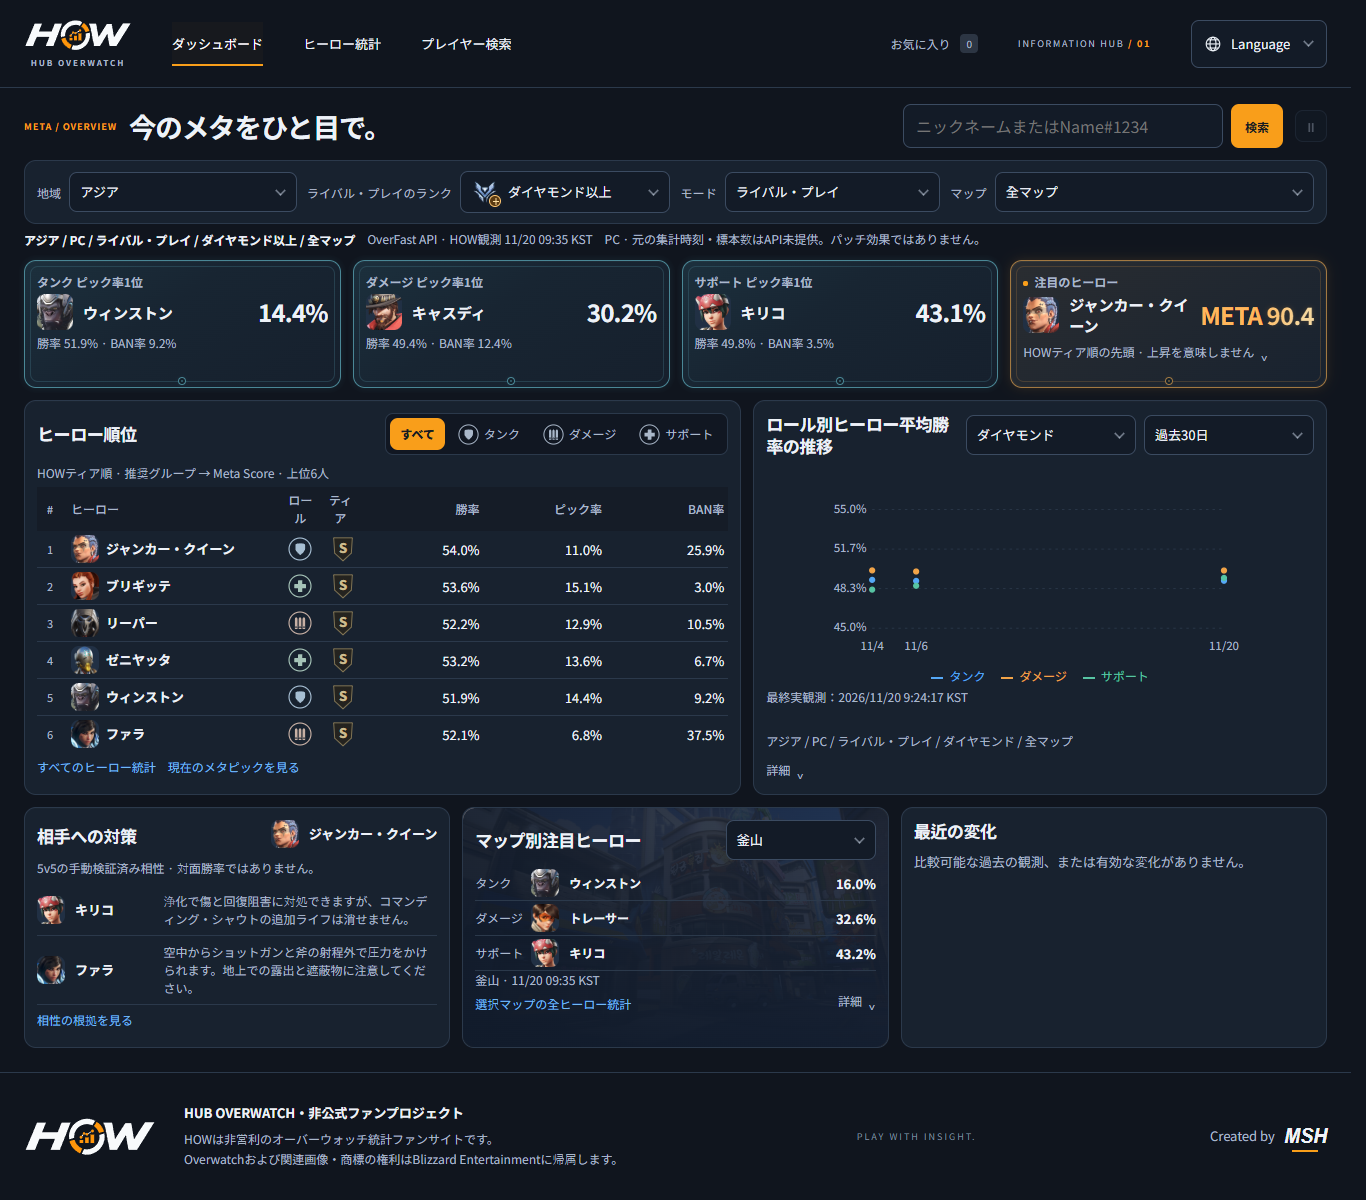 HOW
HUB OVERWATCH
ダッシュボード
ヒーロー統計
プレイヤー検索
お気に入り 0
INFORMATION HUB / 01
Language
META / OVERVIEW
今のメタをひと目で。
ニックネームまたはName#1234
検索
地域 アジア
ライバル・プレイのランク ダイヤモンド以上
モード ライバル・プレイ
マップ 全マップ
アジア / PC / ライバル・プレイ / ダイヤモンド以上 / 全マップ OverFast API · HOW観測 11/20 09:35 KST PC · 元の集計時刻・標本数はAPI未提供。パッチ効果ではありません。
タンク ピック率1位
ウィンストン 14.4%
勝率 51.9% · BAN率 9.2%
ダメージ ピック率1位
キャスディ 30.2%
勝率 49.4% · BAN率 12.4%
サポート ピック率1位
キリコ 43.1%
勝率 49.8% · BAN率 3.5%
注目のヒーロー
ジャンカー・クイ
ーン
META 90.4
HOWティア順の先頭 · 上昇を意味しません
ヒーロー順位
すべて タンク ダメージ サポート
HOWティア順 · 推奨グループ → Meta Score · 上位6人
# ヒーロー ロー ティ 勝率 ピック率 BAN率
ル ア
1 ジャンカー・クイーン S 54.0% 11.0% 25.9%
2 ブリギッテ S 53.6% 15.1% 3.0%
3 リーパー S 52.2% 12.9% 10.5%
4 ゼニヤッタ S 53.2% 13.6% 6.7%
5 ウィンストン S 51.9% 14.4% 9.2%
6 ファラ S 52.1% 6.8% 37.5%
すべてのヒーロー統計 現在のメタピックを見る
ロール別ヒーロー平均勝
率の推移
ダイヤモンド
過去30日
55.0%
51.7%
48.3%
45.0%
11/4 11/6 11/20
タンク ダメージ サポート
最終実観測：2026/11/20 9:24:17 KST
アジア / PC / ライバル・プレイ / ダイヤモンド / 全マップ
詳細
相手への対策
ジャンカー・クイーン
5v5の手動検証済み相性 · 対面勝率ではありません。
キリコ
浄化で傷と回復阻害に対処できますが、コマンデ
ィング・シャウトの追加ライフは消せません。
ファラ
空中からショットガンと斧の射程外で圧力をかけ
られます。地上での露出と遮蔽物に注意してくだ
さい。
相性の根拠を見る
マップ別注目ヒーロー
釜山
タンク ウィンストン 16.0%
ダメージ トレーサー 32.6%
サポート キリコ 43.2%
釜山 · 11/20 09:35 KST
選択マップの全ヒーロー統計
詳細
最近の変化
比較可能な過去の観測、または有効な変化がありません。
HOW
HUB OVERWATCH • 非公式ファンプロジェクト
HOWは非営利のオーバーウォッチ統計ファンサイトです。
Overwatchおよび関連画像・商標の権利はBlizzard Entertainmentに帰属します。
PLAY WITH INSIGHT.
Created by MSH